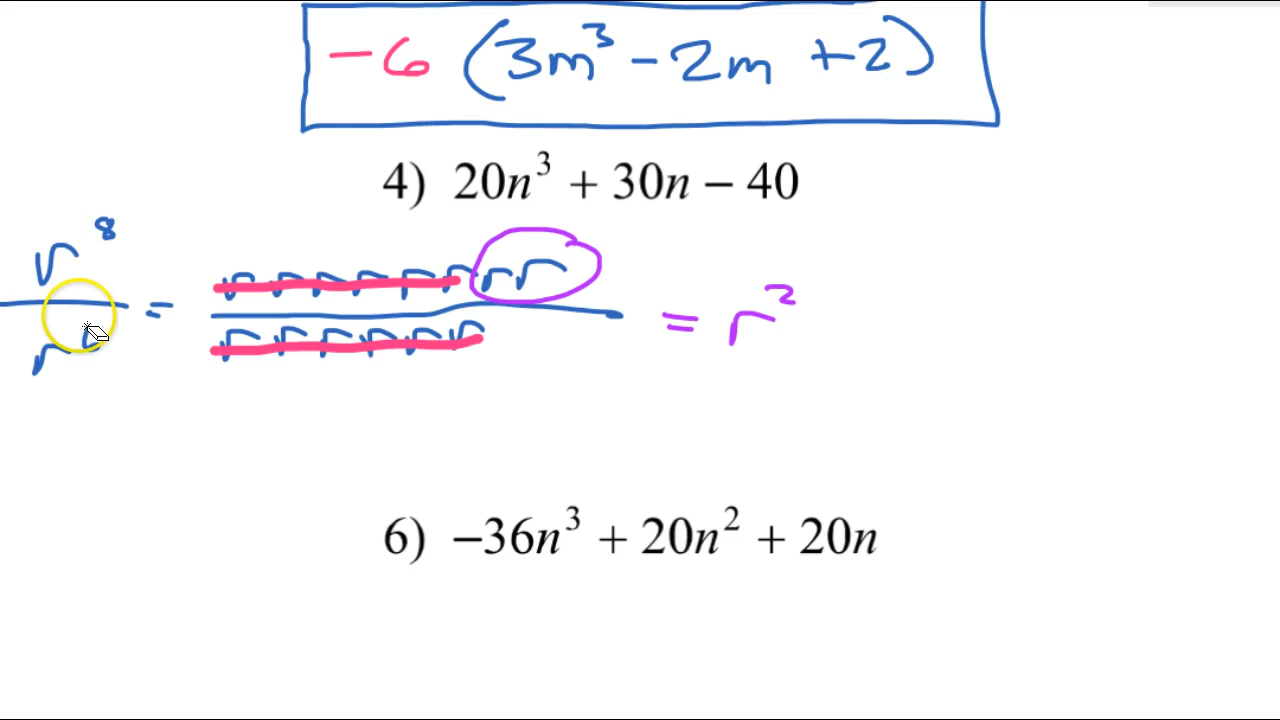 -6 (3m³ - 2m + 2)
4) 20n³ + 30n − 40
r⁸/r⁶ = rrrrrrrr/rrrrrr = r²
6) −36n³ + 20n² + 20n